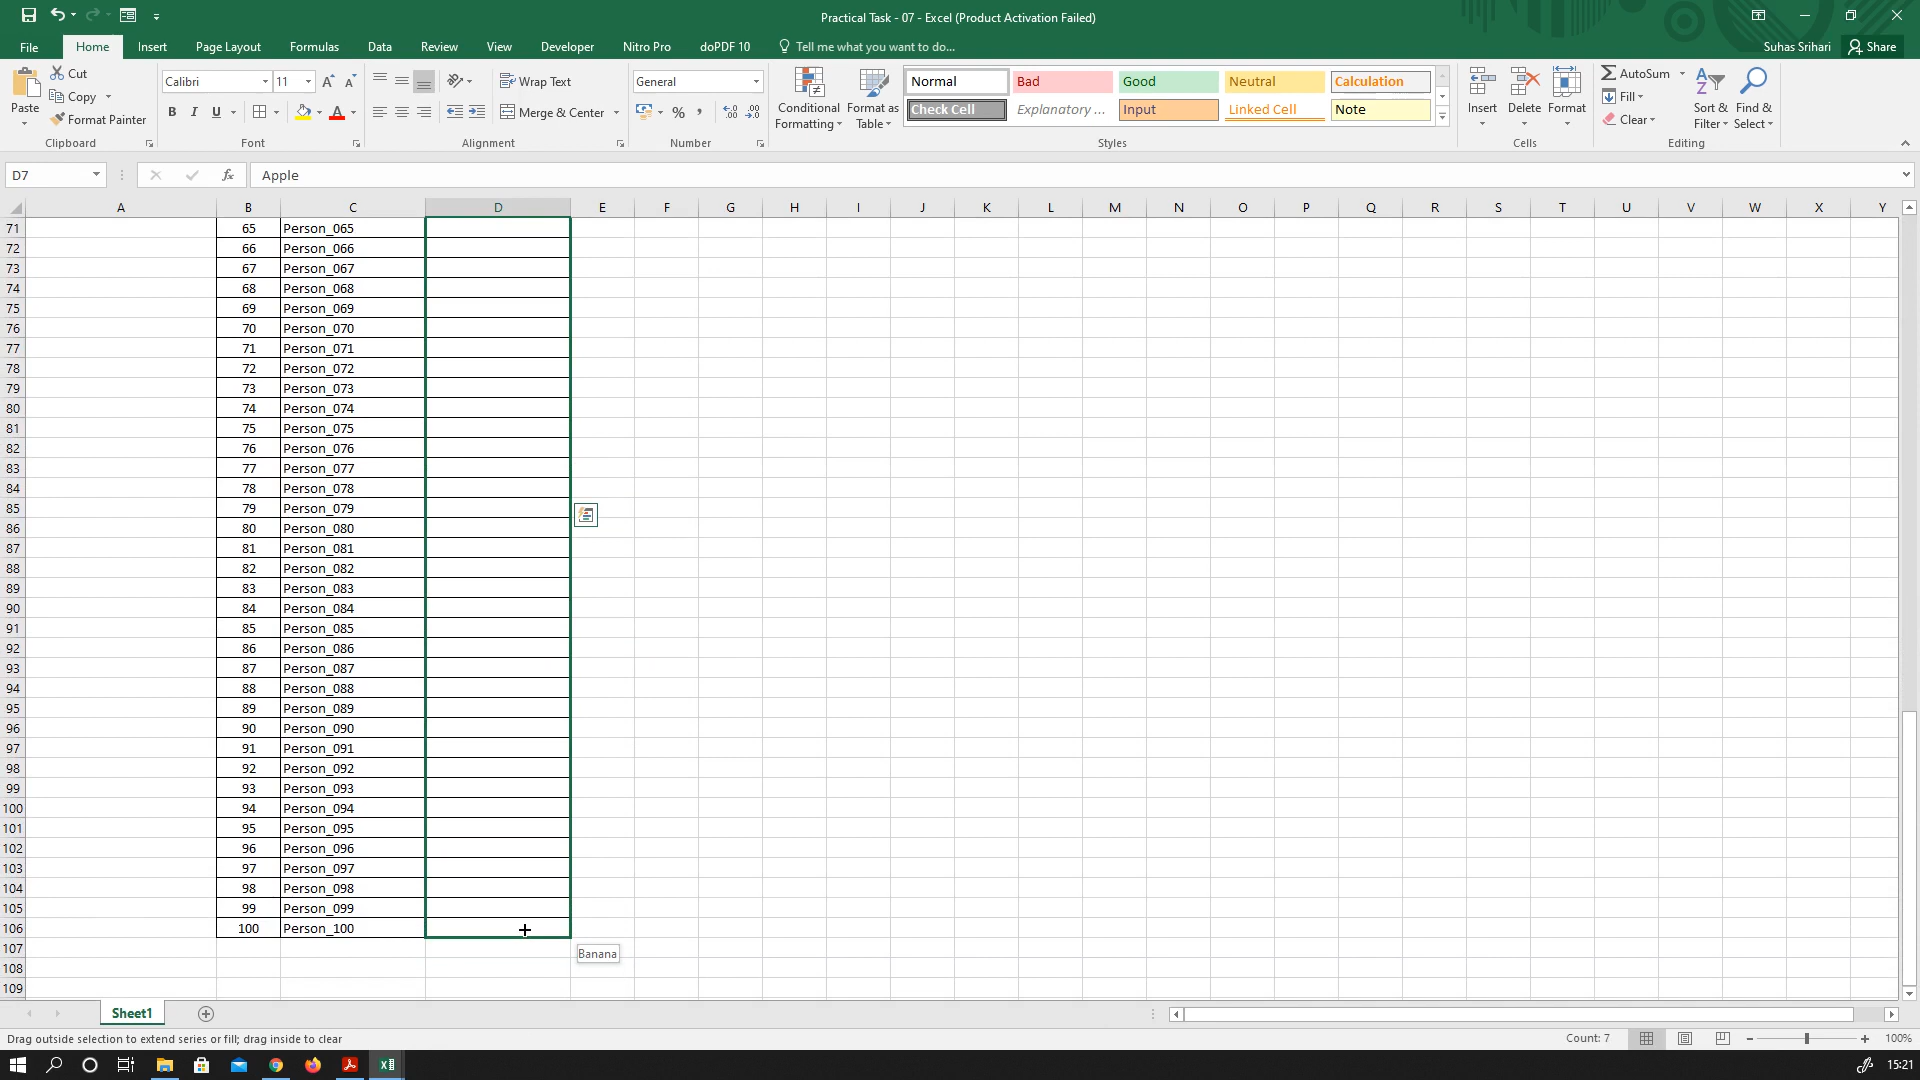 Practical Task - 07 - Excel (Product Activation Failed)
File Home Insert Page Layout Formulas Data Review View Developer Nitro Pro doPDF 10 Tell me what you want to do... Suhas Srihari Share
Paste Cut Copy Format Painter Clipboard
Calibri 11 B I U A Font
Wrap Text Merge & Center Alignment
General % , Number
Conditional Formatting Format as Table
Normal Bad Good Neutral Calculation
Check Cell Explanatory ... Input Linked Cell Note
Styles
Insert Delete Format Cells
AutoSum Fill Clear Sort & Filter Find & Select Editing
D7 fx Apple
A B C D E F G H I J K L M N O P Q R S T U V W X Y
71 65 Person_065
72 66 Person_066
73 67 Person_067
74 68 Person_068
75 69 Person_069
76 70 Person_070
77 71 Person_071
78 72 Person_072
79 73 Person_073
80 74 Person_074
81 75 Person_075
82 76 Person_076
83 77 Person_077
84 78 Person_078
85 79 Person_079
86 80 Person_080
87 81 Person_081
88 82 Person_082
89 83 Person_083
90 84 Person_084
91 85 Person_085
92 86 Person_086
93 87 Person_087
94 88 Person_088
95 89 Person_089
96 90 Person_090
97 91 Person_091
98 92 Person_092
99 93 Person_093
100 94 Person_094
101 95 Person_095
102 96 Person_096
103 97 Person_097
104 98 Person_098
105 99 Person_099
106 100 Person_100
107
Banana
108
109
Sheet1
Drag outside selection to extend series or fill; drag inside to clear Count: 7 100%
15:21